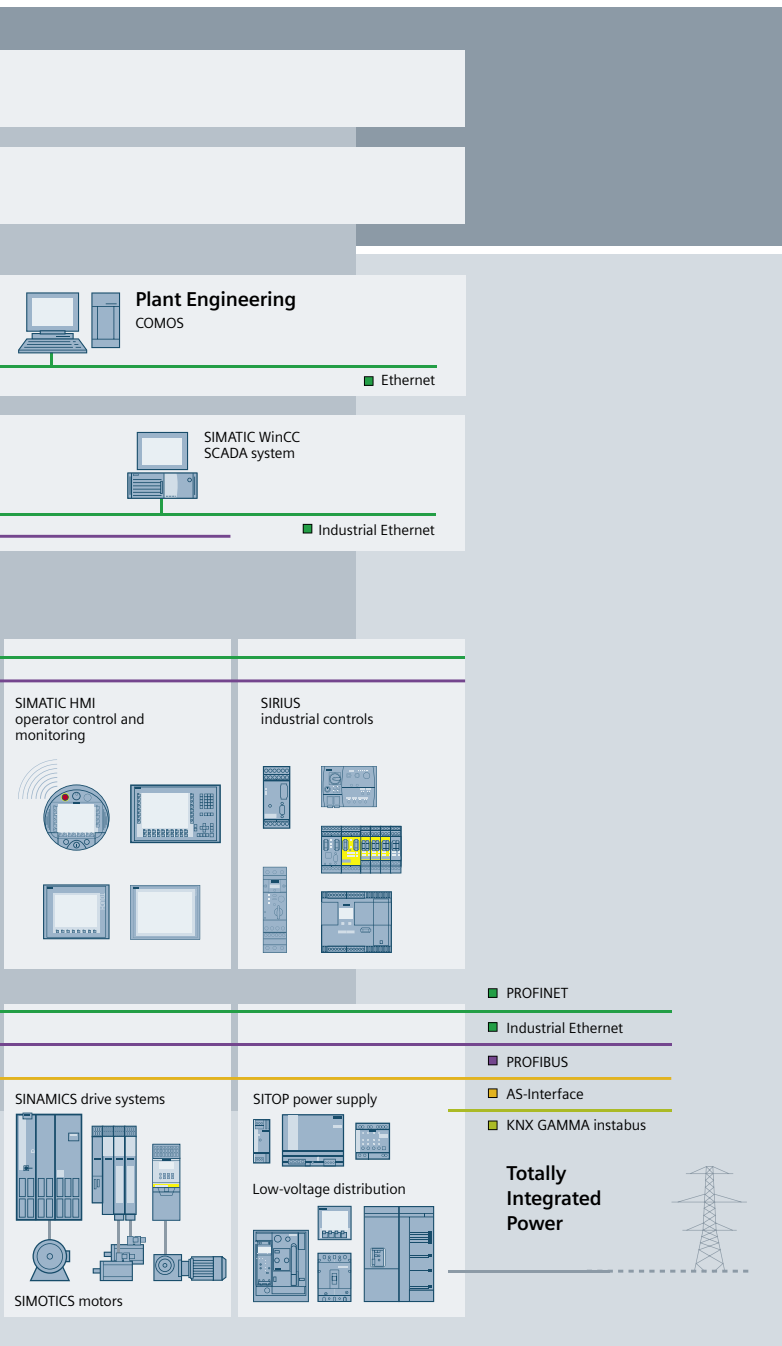 Plant Engineering
COMOS
Ethernet
SIMATIC WinCC
SCADA system
Industrial Ethernet
SIMATIC HMI
operator control and
monitoring
SIRIUS
industrial controls
PROFINET
Industrial Ethernet
PROFIBUS
AS-Interface
KNX GAMMA instabus
SINAMICS drive systems
SITOP power supply
Low-voltage distribution
SIMOTICS motors
Totally
Integrated
Power